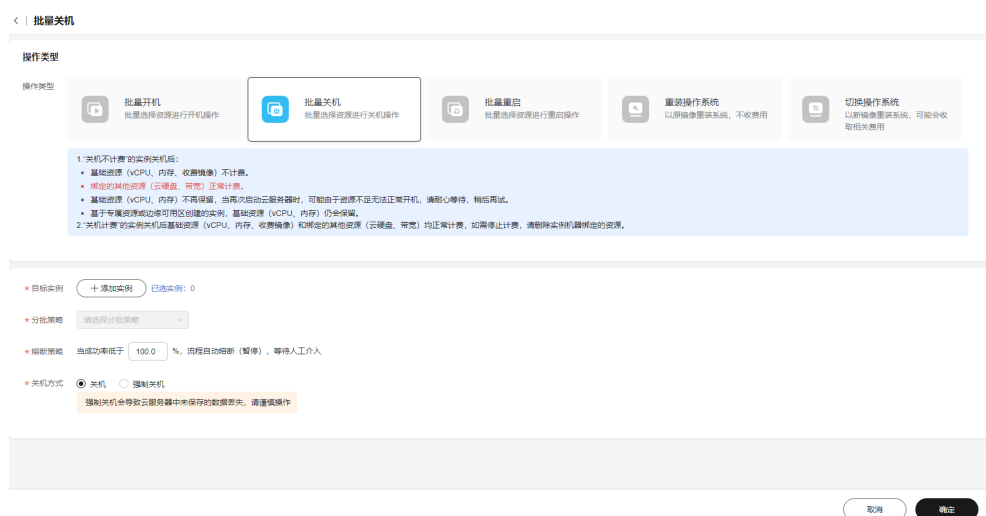 批量关机
操作类型
操作类型
批量开机
批量选择资源进行开机操作
批量关机
批量选择资源进行关机操作
批量重启
批量选择资源进行重启操作
重装操作系统
以原镜像重装系统，不收费用
切换操作系统
以新镜像重装系统，可能会收
取相关费用
1.“关机不计费”的实例关机后：
• 基础资源（vCPU、内存、收费镜像）不计费。
• 绑定的其他资源（云硬盘、带宽）正常计费。
• 基础资源（vCPU、内存）不再保留，当再次启动云服务器时，可能由于资源不足无法正常开机，请耐心等待，稍后再试。
• 基于专属资源或边缘可用区创建的实例，基础资源（vCPU、内存）仍会保留。
2.“关机计费”的实例关机后基础资源（vCPU、内存、收费镜像）和绑定的其他资源（云硬盘、带宽）均正常计费，如需停止计费，请删除实例机器绑定的资源。
* 目标实例 + 添加实例 已选实例：0
* 分批策略 请选择分批策略
* 熔断策略 当成功率低于 100.0 %，流程自动熔断（暂停），等待人工介入
* 关机方式 关机 强制关机
强制关机会导致云服务器中未保存的数据丢失，请谨慎操作
取消 确定